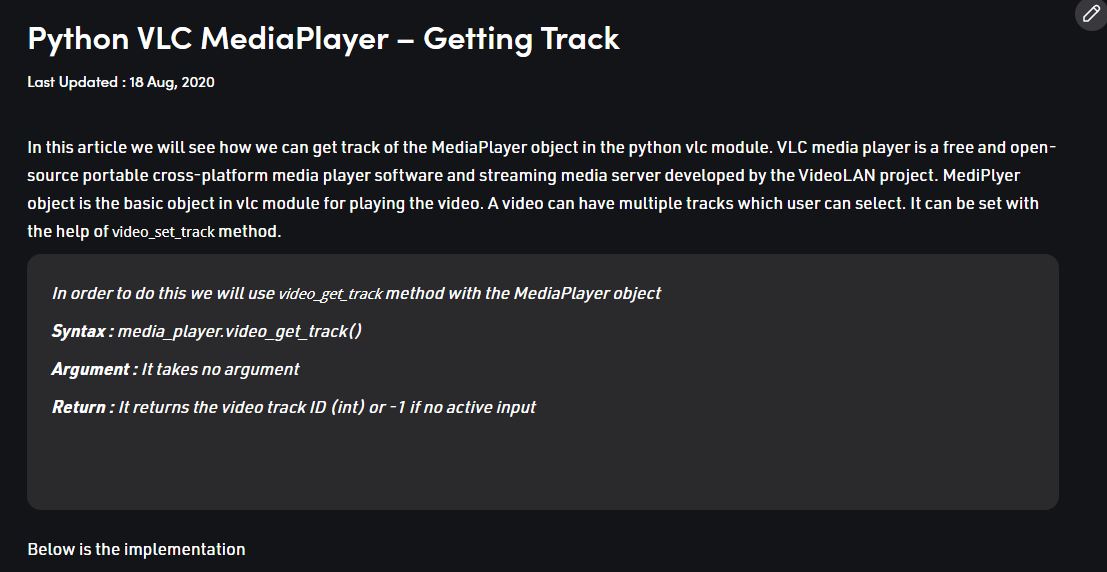 Python VLC MediaPlayer – Getting Track
Last Updated : 18 Aug, 2020
In this article we will see how we can get track of the MediaPlayer object in the python vlc module. VLC media player is a free and open-
source portable cross-platform media player software and streaming media server developed by the VideoLAN project. MediPlyer
object is the basic object in vlc module for playing the video. A video can have multiple tracks which user can select. It can be set with
the help of video_set_track method.
In order to do this we will use video_get_track method with the MediaPlayer object
Syntax : media_player.video_get_track()
Argument : It takes no argument
Return : It returns the video track ID (int) or -1 if no active input
Below is the implementation